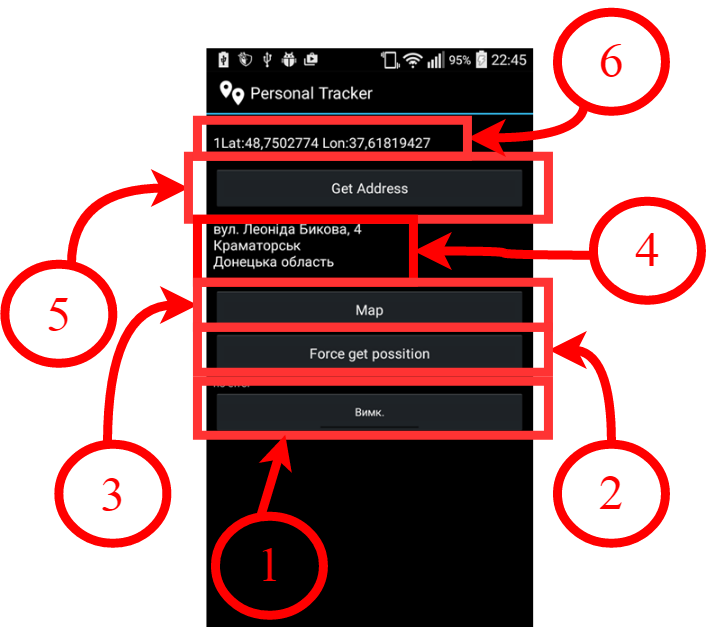 95% 22:45
6
Personal Tracker
1Lat:48,7502774 Lon:37,61819427
Get Address
вул. Леоніда Бикова, 4
Краматорськ
Донецька область
4
5
Map
Force get possition
Вимк.
3
2
1